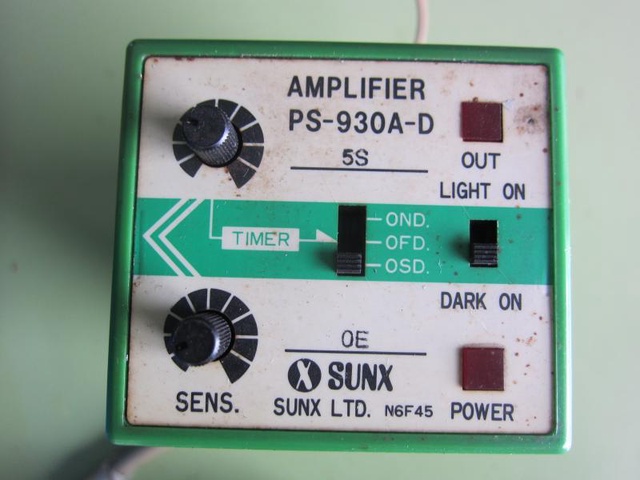 AMPLIFIER
PS-930A-D
5S
OUT
LIGHT ON
TIMER
OND.
OFD.
OSD.
DARK ON
OE
SUNX
SENS.
SUNX LTD. N6F45
POWER